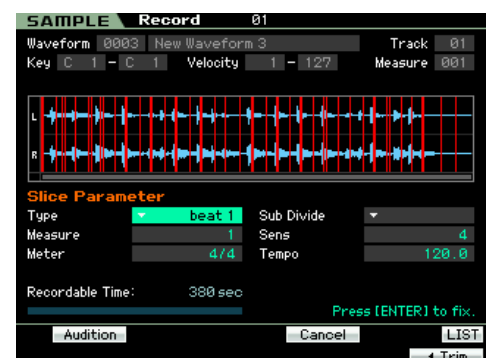 SAMPLE Record 01
Waveform 0003 New Waveform 3 Track 01
Key C 1 - C 1 Velocity 1 - 127 Measure 001
L
R
Slice Parameter
Type beat 1 Sub Divide
Measure 1 Sens 4
Meter 4/4 Tempo 120.0
Recordable Time: 380 sec
Press [ENTER] to fix.
Audition Cancel LIST
Trim